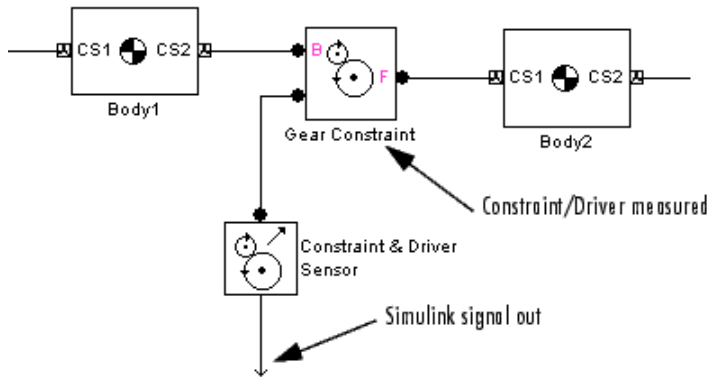 CS1 CS2
Body1
B
F
Gear Constraint
CS1 CS2
Body2
Constraint/Driver measured
Constraint & Driver
Sensor
Simulink signal out